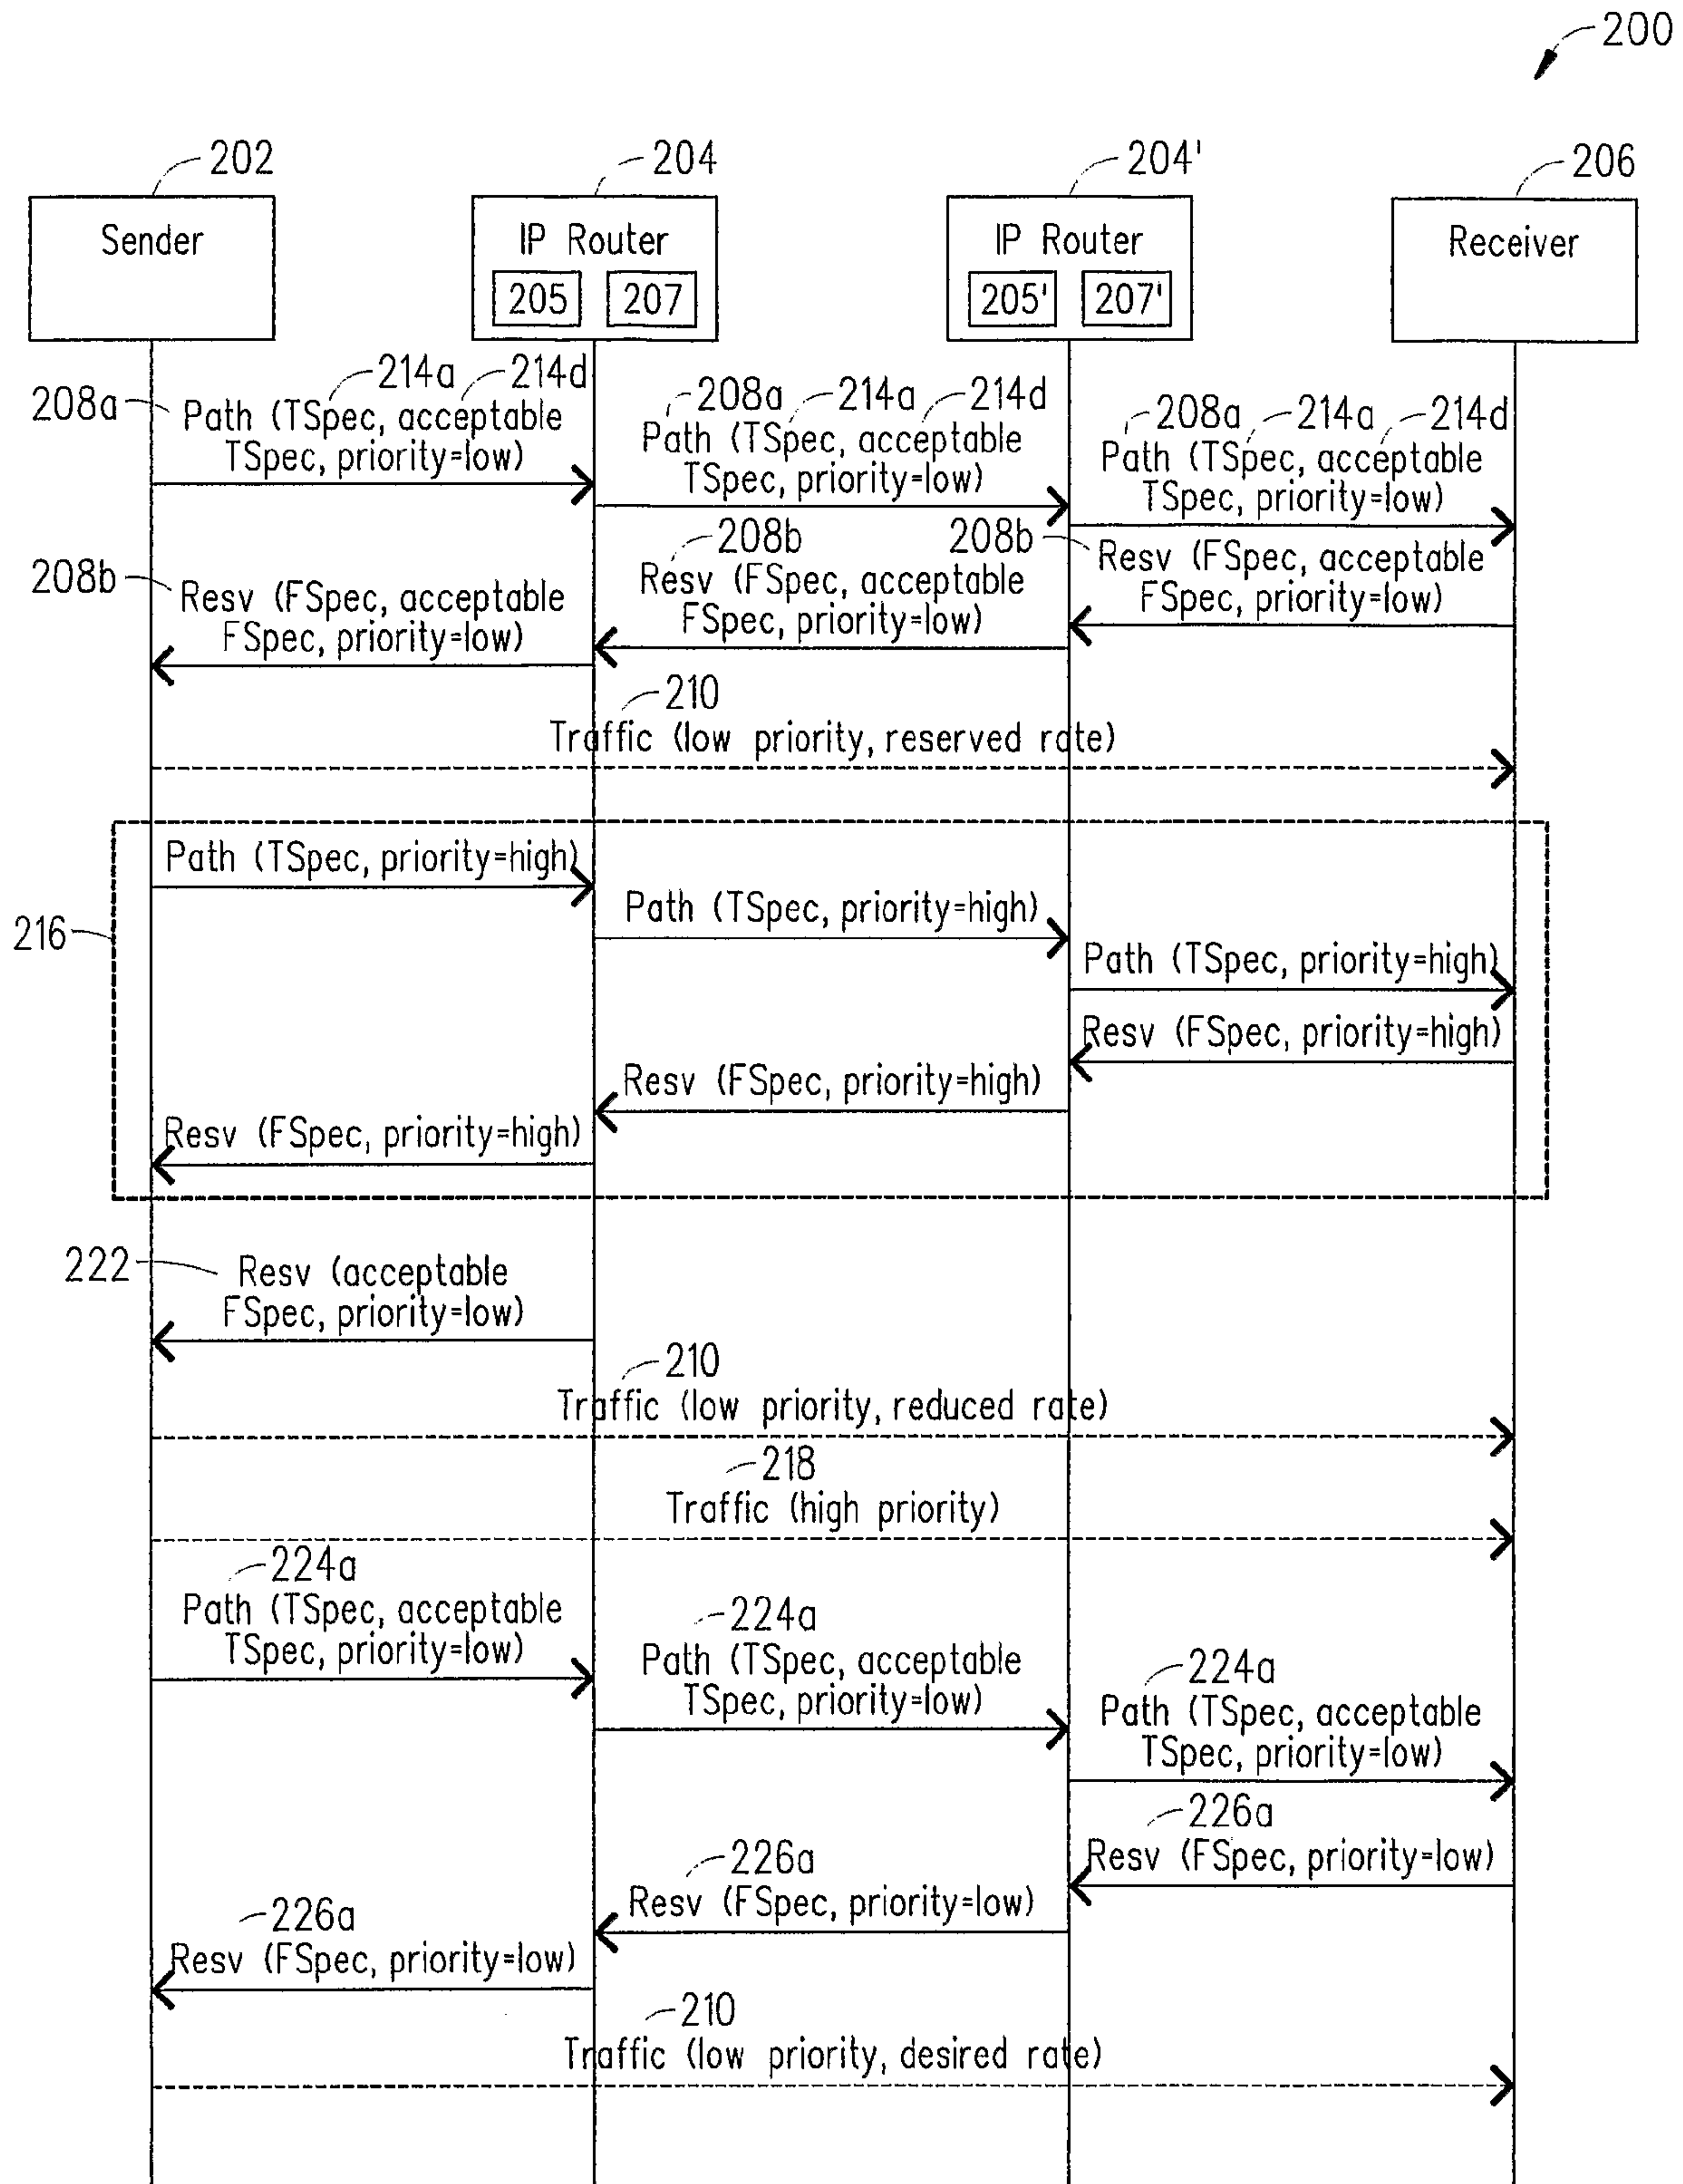 200
202
204
204'
206
Sender
IP Router
IP Router
Receiver
205
207
205'
207'
214a
214d
208a
Path (TSpec, acceptable
TSpec, priority=low)
208a
214a
214d
Path (TSpec, acceptable
TSpec, priority=low)
208a
214a
214d
Path (TSpec, acceptable
TSpec, priority=low)
208b
Resv (FSpec, acceptable
FSpec, priority=low)
208b
Resv (FSpec, acceptable
FSpec, priority=low)
208b
Resv (FSpec, acceptable
FSpec, priority=low)
210
Traffic (low priority, reserved rate)
216
Path (TSpec, priority=high)
Path (TSpec, priority=high)
Path (TSpec, priority=high)
Resv (FSpec, priority=high)
Resv (FSpec, priority=high)
Resv (FSpec, priority=high)
222
Resv (acceptable
FSpec, priority=low)
210
Traffic (low priority, reduced rate)
218
Traffic (high priority)
224a
Path (TSpec, acceptable
TSpec, priority=low)
224a
Path (TSpec, acceptable
TSpec, priority=low)
224a
Path (TSpec, acceptable
TSpec, priority=low)
226a
Resv (FSpec, priority=low)
226a
Resv (FSpec, priority=low)
226a
Resv (FSpec, priority=low)
210
Traffic (low priority, desired rate)